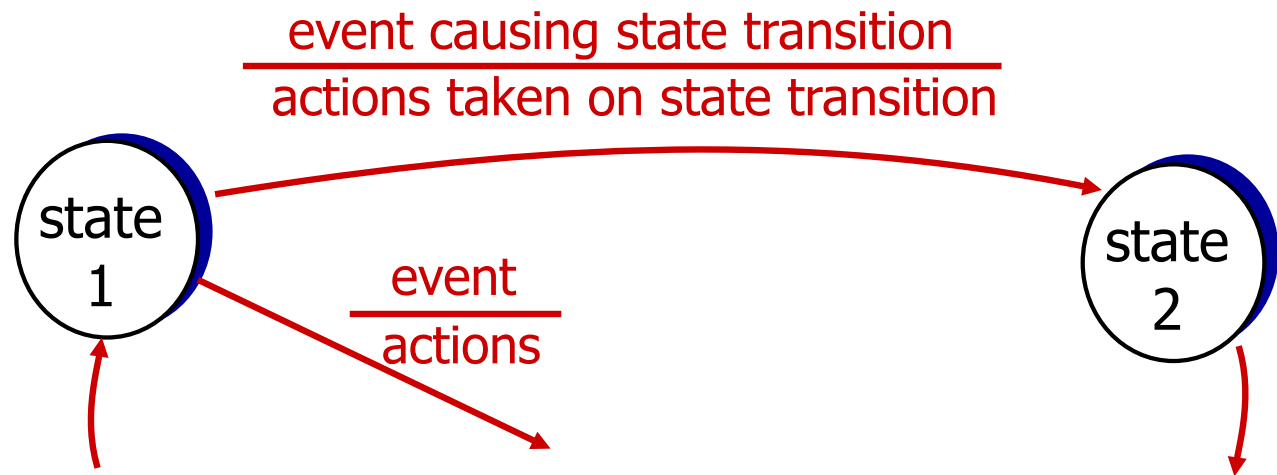 event causing state transition
actions taken on state transition
state
1
event
actions
state
2